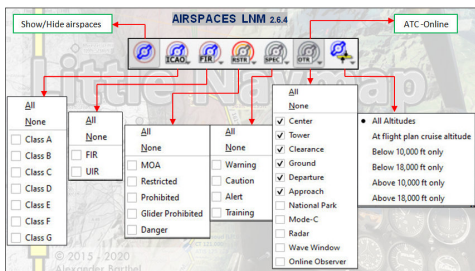 AIRSPACES LNM 2.6.4
Show/Hide airspaces
ATC-Online
ICAO
FIR
RSTR
SPEC
OTR
Little Navmap
All
None
Class A
Class B
Class C
Class D
Class E
Class F
Class G
All
None
FIR
UIR
All
None
MOA
Restricted
Prohibited
Glider Prohibited
Danger
All
None
Warning
Caution
Alert
Training
All
None
Center
Tower
Clearance
Ground
Departure
Approach
National Park
Mode-C
Radar
Wave Window
Online Observer
All Altitudes
At flight plan cruise altitude
Below 10,000 ft only
Below 18,000 ft only
Above 10,000 ft only
Above 18,000 ft only
© 2015 - 2020
Alexander Barthel